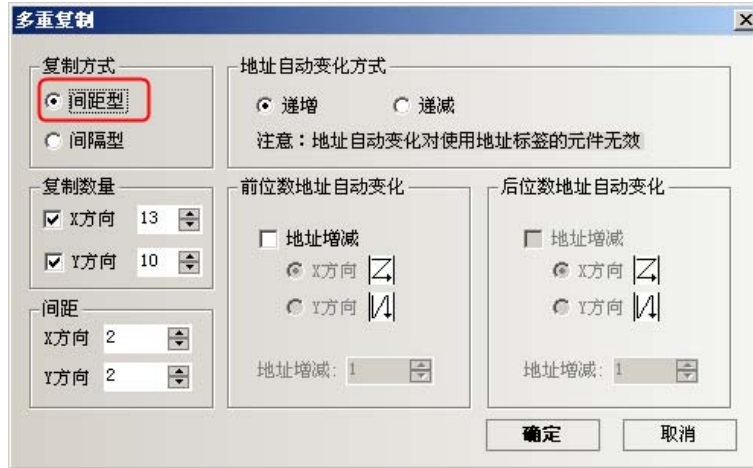 多重复制
复制方式
间距型
间隔型
地址自动变化方式
递增 递减
注意：地址自动变化对使用地址标签的元件无效
复制数量
X方向 13
Y方向 10
间距
X方向 2
Y方向 2
前位数地址自动变化
地址增减
X方向
Y方向
地址增减: 1
后位数地址自动变化
地址增减
X方向
Y方向
地址增减: 1
确定 取消